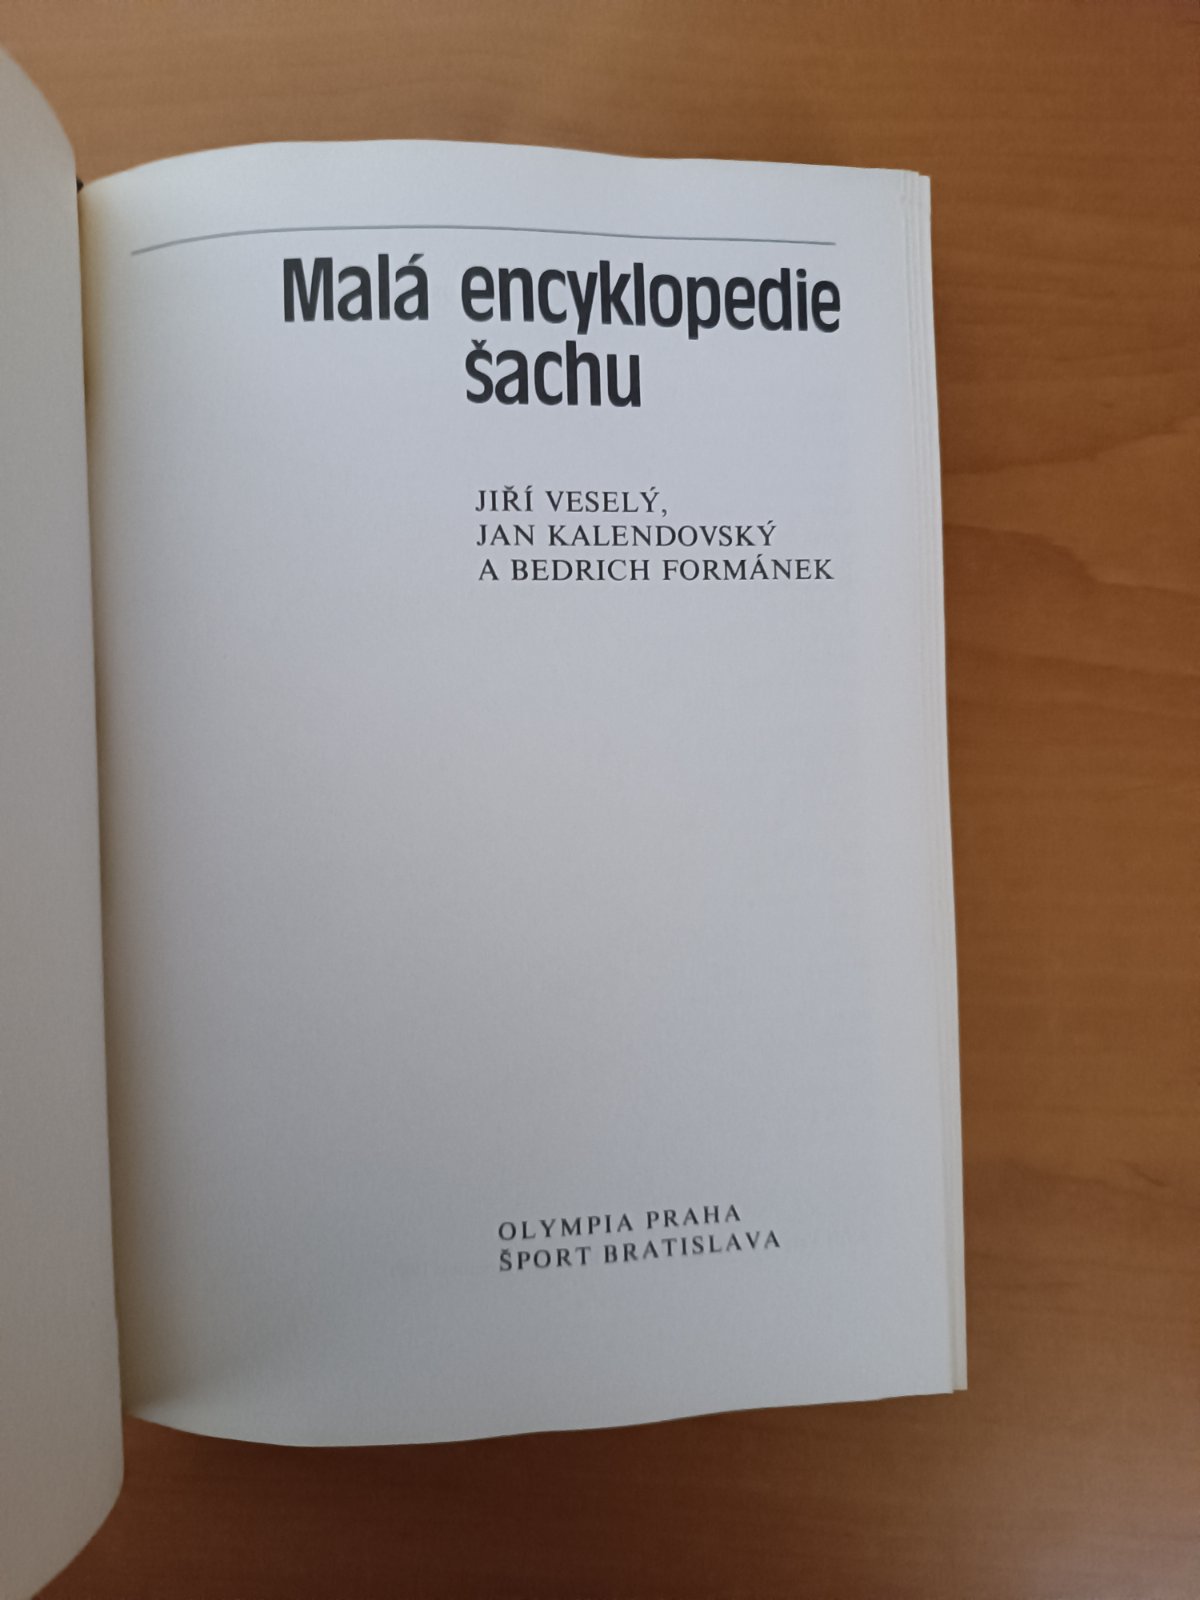 Malá encyklopedie
šachu
JIŘÍ VESELÝ,
JAN KALENDOVSKÝ
A BEDRICH FORMÁNEK
OLYMPIA PRAHA
ŠPORT BRATISLAVA